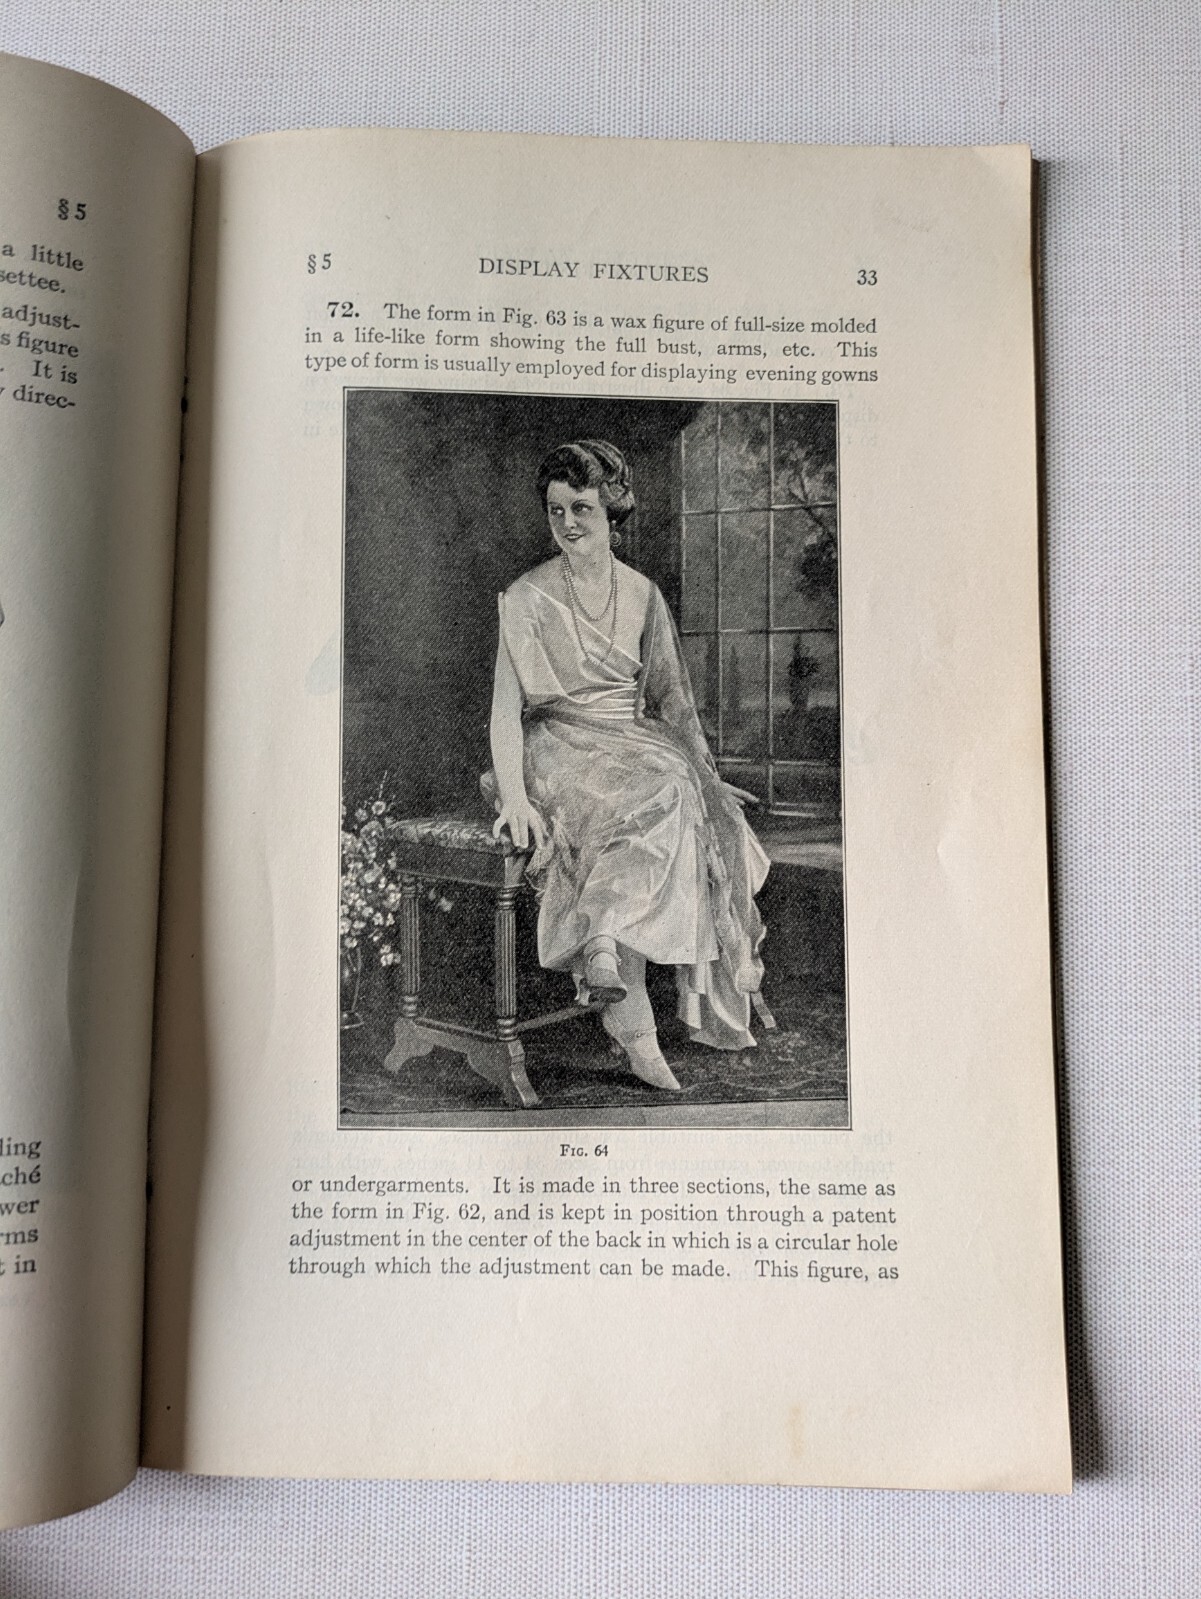 § 5
a little
settee.
adjust-
s figure
It is
direc-
ling
ché
wer
rms
in
§ 5 DISPLAY FIXTURES 33
72. The form in Fig. 63 is a wax figure of full-size molded
in a life-like form showing the full bust, arms, etc. This
type of form is usually employed for displaying evening gowns
Fig. 64
or undergarments. It is made in three sections, the same as
the form in Fig. 62, and is kept in position through a patent
adjustment in the center of the back in which is a circular hole
through which the adjustment can be made. This figure, as